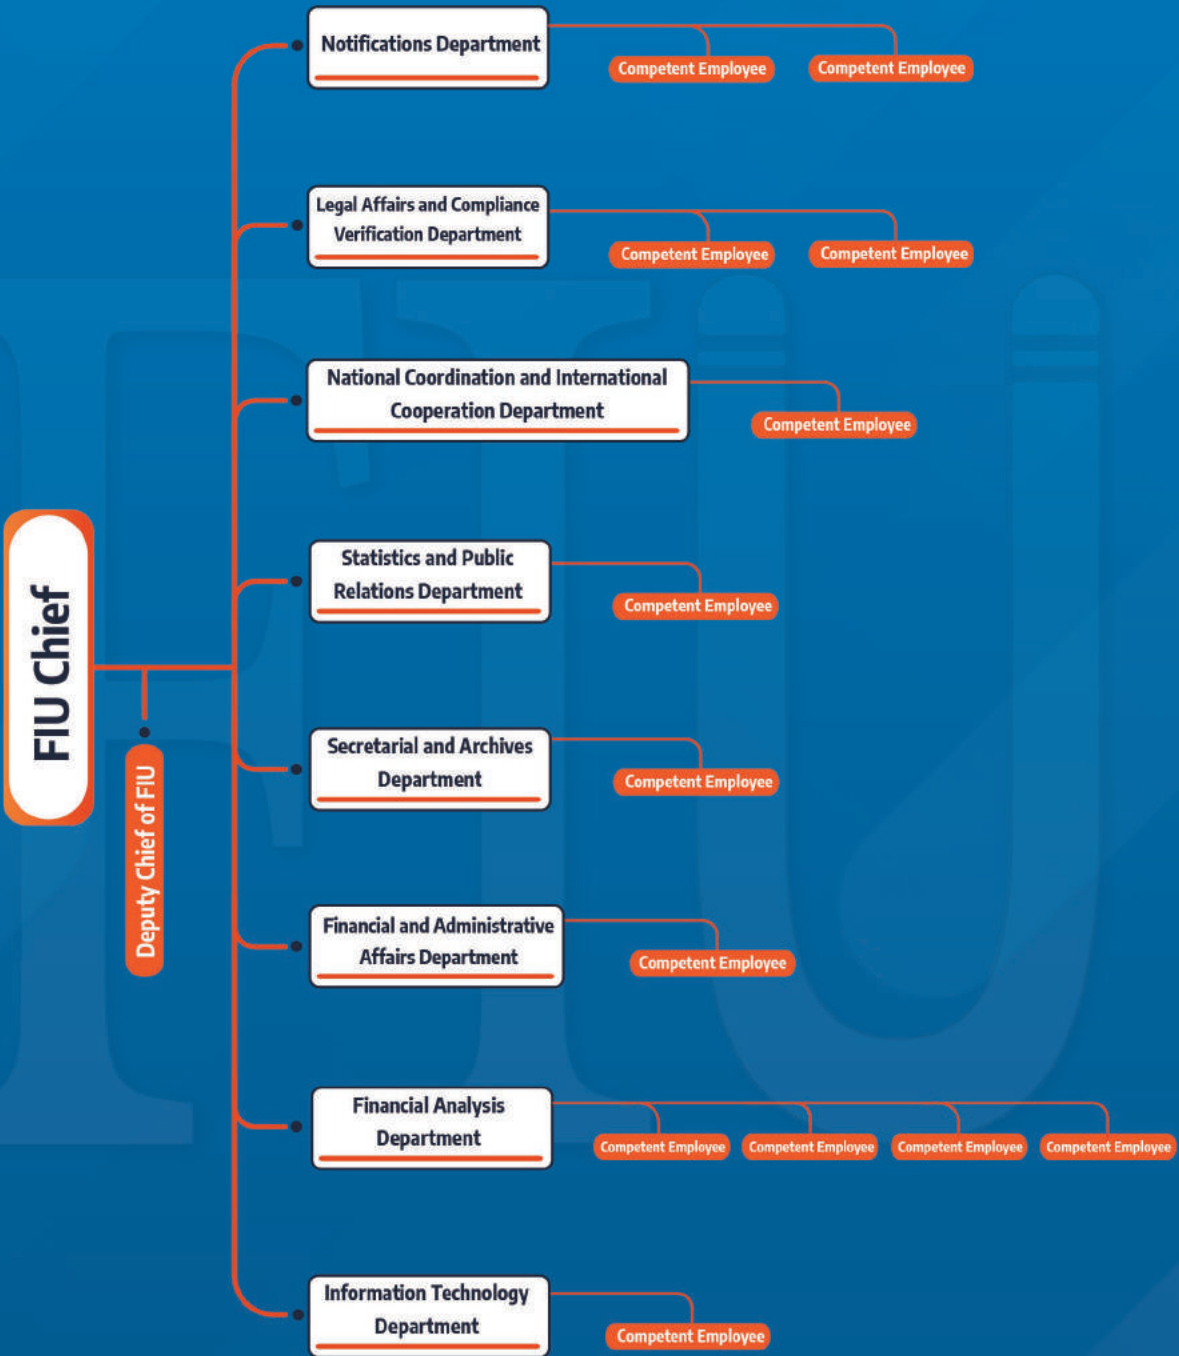 Notifications Department
Competent Employee
Competent Employee
Legal Affairs and Compliance
Verification Department
Competent Employee
Competent Employee
National Coordination and International
Cooperation Department
Competent Employee
Statistics and Public
Relations Department
Competent Employee
FIU Chief
Deputy Chief of FIU
Secretarial and Archives
Department
Competent Employee
Financial and Administrative
Affairs Department
Competent Employee
Financial Analysis
Department
Competent Employee
Competent Employee
Competent Employee
Competent Employee
Information Technology
Department
Competent Employee
FIU